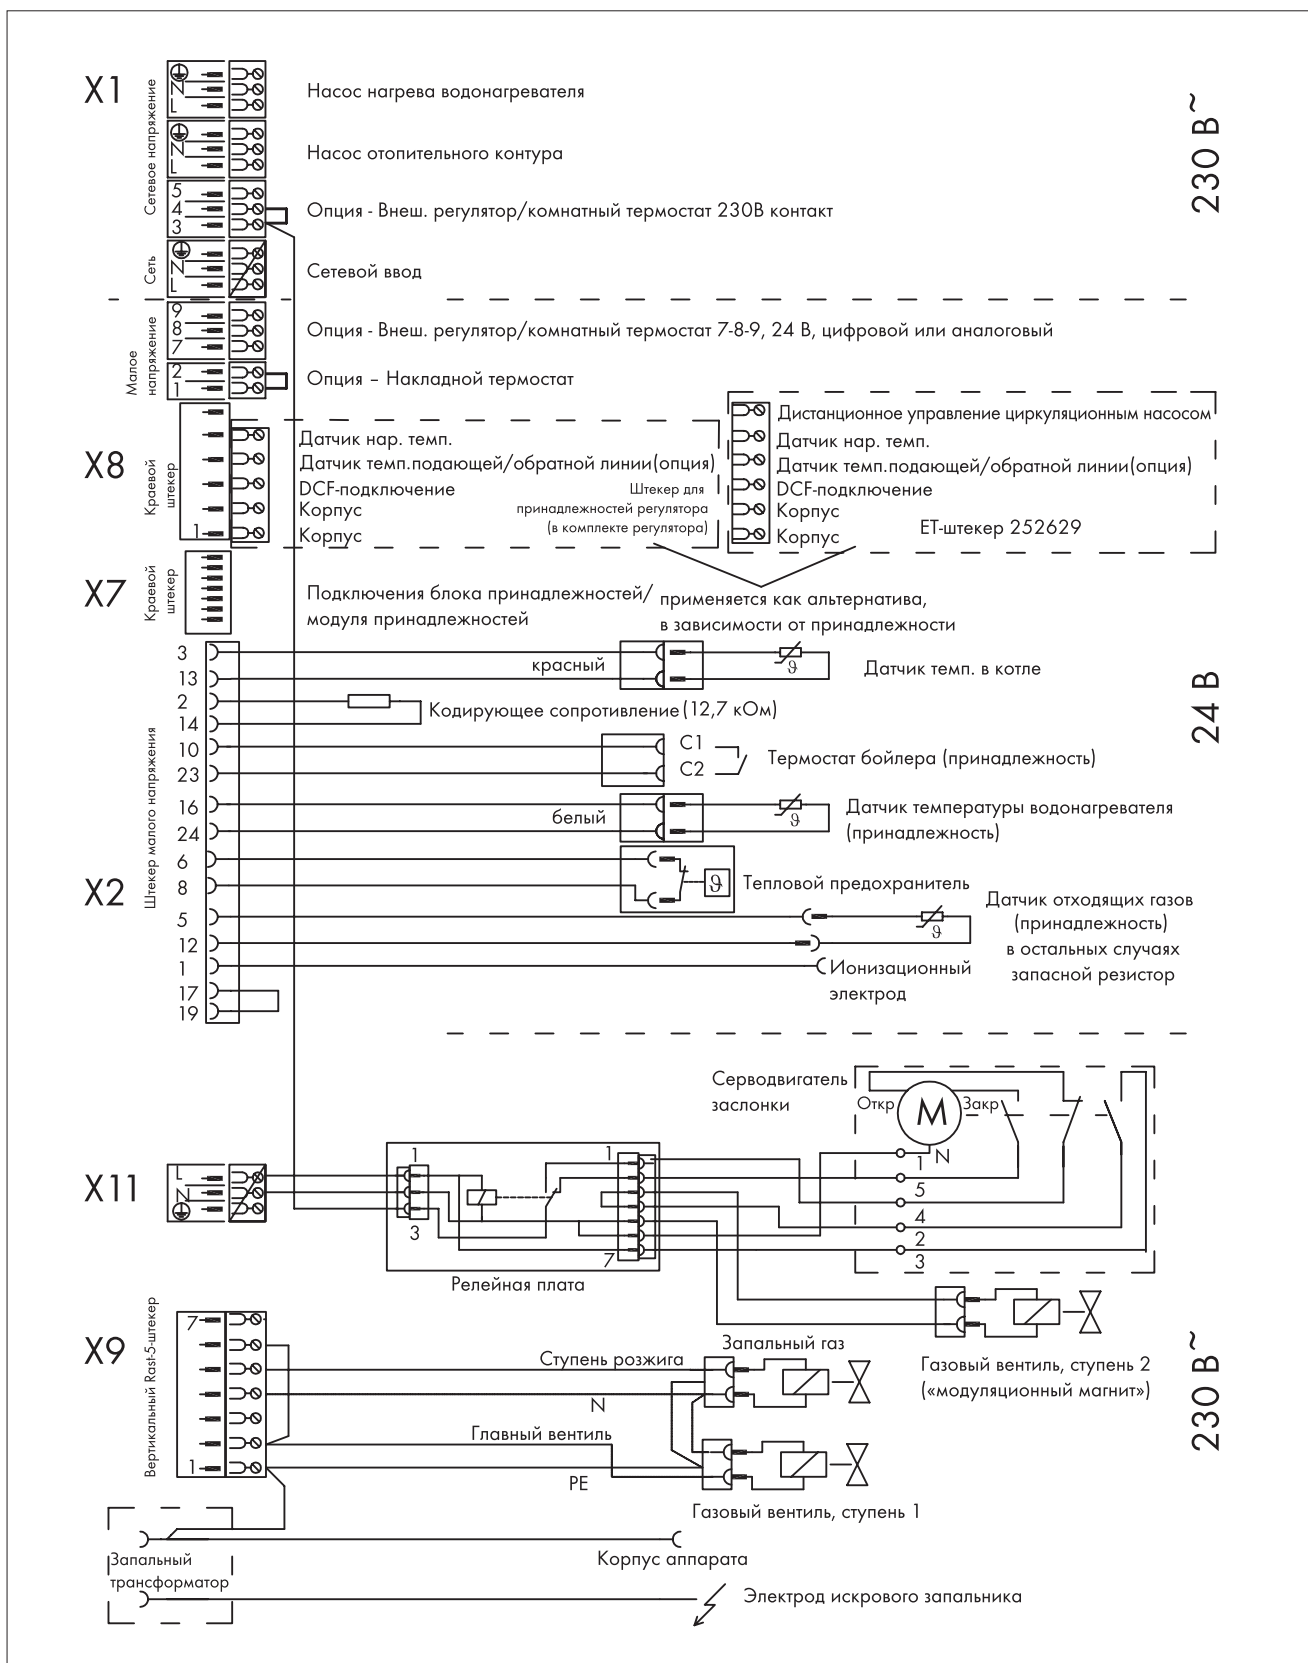 X1
Сетевое напряжение
N
L
Насос нагрева водонагревателя
N
L
Насос отопительного контура
5
4
3
Опция - Внеш. регулятор/комнатный термостат 230В контакт
Сеть
N
L
Сетевой ввод
230 В~
Малое
напряжение
9
8
7
Опция - Внеш. регулятор/комнатный термостат 7-8-9, 24 В, цифровой или аналоговый
2
1
Опция – Накладной термостат
X8
Краевой
штекер
1
Датчик нар. темп.
Датчик темп.подающей/обратной линии(опция)
DCF-подключение
Корпус
Корпус
Штекер для
принадлежностей регулятора
(в комплекте регулятора)
Дистанционное управление циркуляционным насосом
Датчик нар. темп.
Датчик темп.подающей/обратной линии(опция)
DCF-подключение
Корпус
Корпус
ET-штекер 252629
X7
Краевой
штекер
Подключения блока принадлежностей/
модуля принадлежностей
применяется как альтернатива,
в зависимости от принадлежности
24 В
X2
Штекер малого напряжения
3
13
красный
Датчик темп. в котле
ϑ
2
14
Кодирующее сопротивление(12,7 кОм)
10
23
C1
C2
Термостат бойлера (принадлежность)
16
24
белый
ϑ
Датчик температуры водонагревателя
(принадлежность)
6
8
ϑ
Тепловой предохранитель
5
12
ϑ
Датчик отходящих газов
(принадлежность)
в остальных случаях
запасной резистор
1
Ионизационный
электрод
17
19
Серводвигатель
заслонки
Откр
M
Закр
N
1
5
4
2
3
X11
L
N
1
3
1
7
Релейная плата
230 В~
X9
Вертикальный Rast-5-штекер
7
1
Ступень розжига
N
Запальный газ
Газовый вентиль, ступень 2
(«модуляционный магнит»)
Главный вентиль
PE
Газовый вентиль, ступень 1
Запальный
трансформатор
Корпус аппарата
Электрод искрового запальника